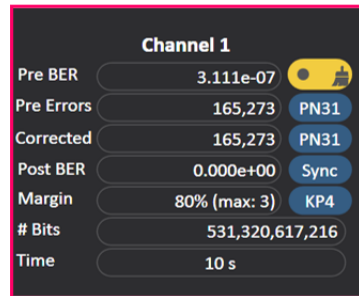 Channel 1
Pre BER 3.111e-07
Pre Errors 165,273 PN31
Corrected 165,273 PN31
Post BER 0.000e+00 Sync
Margin 80% (max: 3) KP4
# Bits 531,320,617,216
Time 10 s